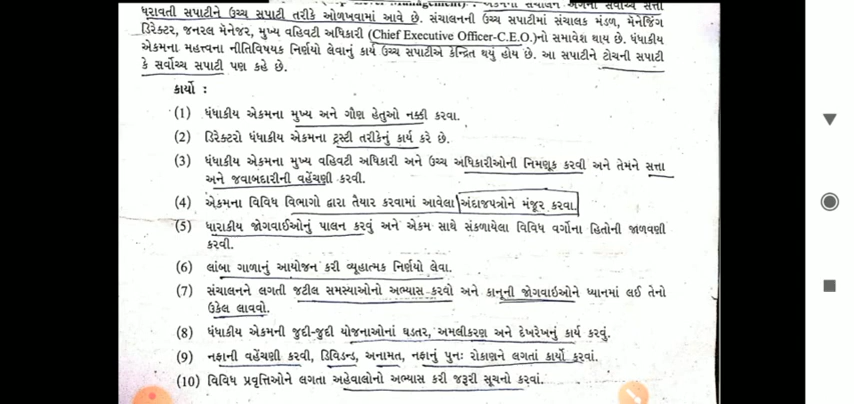 ધરાવતી સપાટીને ઉચ્ચ સપાટી તરીકે ઓળખવામાં આવે છે. સંચાલનની ઉચ્ચ સપાટીમાં સંચાલક મંડળ, મેનેજિંગ
ડિરેક્ટર, જનરલ મેનેજર, મુખ્ય વહિવટી અધિકારી (Chief Executive Officer-C.E.O.)નો સમાવેશ થાય છે. ધંધાકીય
એકમના મહત્ત્વના નીતિવિષયક નિર્ણયો લેવાનું કાર્ય ઉચ્ચ સપાટીએ કેન્દ્રિત થયું હોય છે. આ સપાટીને ટોચની સપાટી
કે સર્વોચ્ચ સપાટી પણ કહે છે.
કાર્યો :
(1) ધંધાકીય એકમના મુખ્ય અને ગૌણ હેતુઓ નક્કી કરવા.
(2) ડિરેક્ટરો ધંધાકીય એકમના ટ્રસ્ટી તરીકેનું કાર્ય કરે છે.
(3) ધંધાકીય એકમના મુખ્ય વહિવટી અધિકારી અને ઉચ્ચ અધિકારીઓની નિમણૂક કરવી અને તેમને સત્તા
અને જવાબદારીની વહેંચણી કરવી.
(4) એકમના વિવિધ વિભાગો દ્વારા તૈયાર કરવામાં આવેલા અંદાજપત્રોને મંજૂર કરવા.
(5) ધારાકીય જોગવાઈઓનું પાલન કરવું અને એકમ સાથે સંકળાયેલા વિવિધ વર્ગોના હિતોની જાળવણી
કરવી.
(6) લાંબા ગાળાનું આયોજન કરી વ્યૂહાત્મક નિર્ણયો લેવા.
(7) સંચાલનને લગતી જટીલ સમસ્યાઓનો અભ્યાસ કરવો અને કાનૂની જોગવાઇઓને ધ્યાનમાં લઈ તેનો
ઉકેલ લાવવો.
(8) ધંધાકીય એકમની જુદી-જુદી યોજનાઓનાં ઘડતર, અમલીકરણ અને દેખરેખનું કાર્ય કરવું.
(9) નફાની વહેંચણી કરવી, ડિવિડન્ડ, અનામત, નફાનું પુનઃ રોકાણને લગતાં કાર્યો કરવાં.
(10) વિવિધ પ્રવૃત્તિઓને લગતા અહેવાલોનો અભ્યાસ કરી જરૂરી સૂચનો કરવાં.